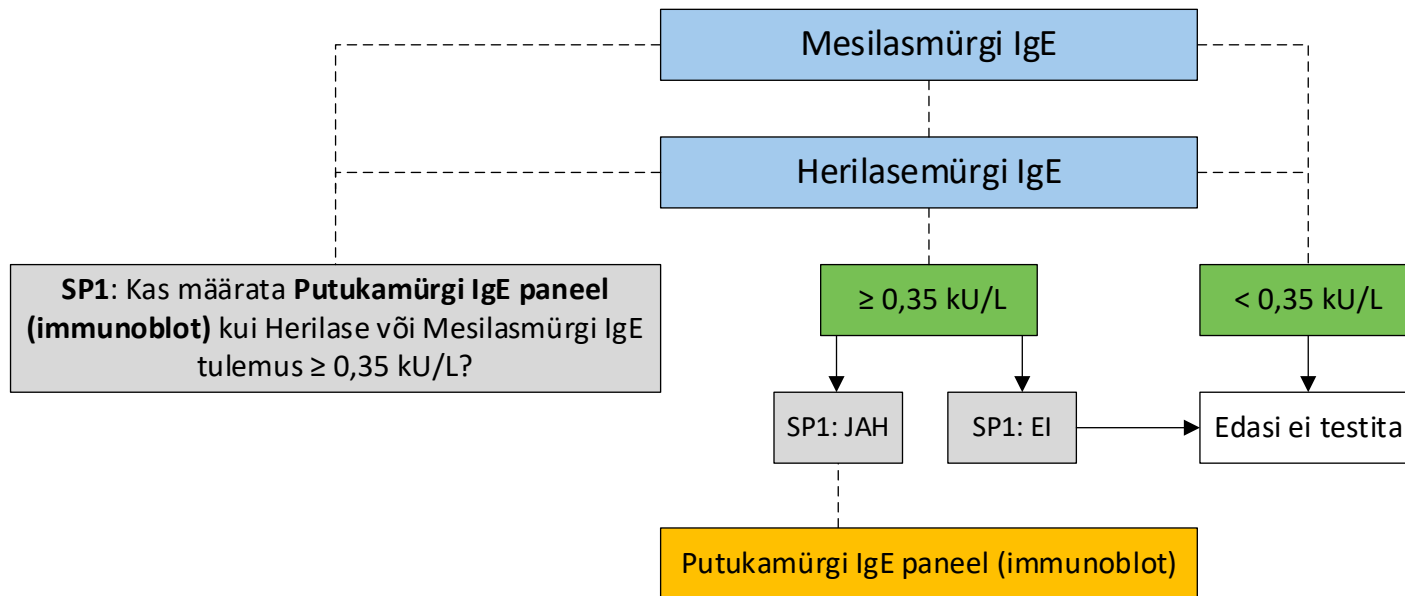 Mesilasmürgi IgE
Herilasemürgi IgE
SP1: Kas määrata Putukamürgi IgE paneel
(immunoblot) kui Herilase või Mesilasmürgi IgE
tulemus ≥ 0,35 kU/L?
≥ 0,35 kU/L
< 0,35 kU/L
SP1: JAH
SP1: EI
Edasi ei testita
Putukamürgi IgE paneel (immunoblot)